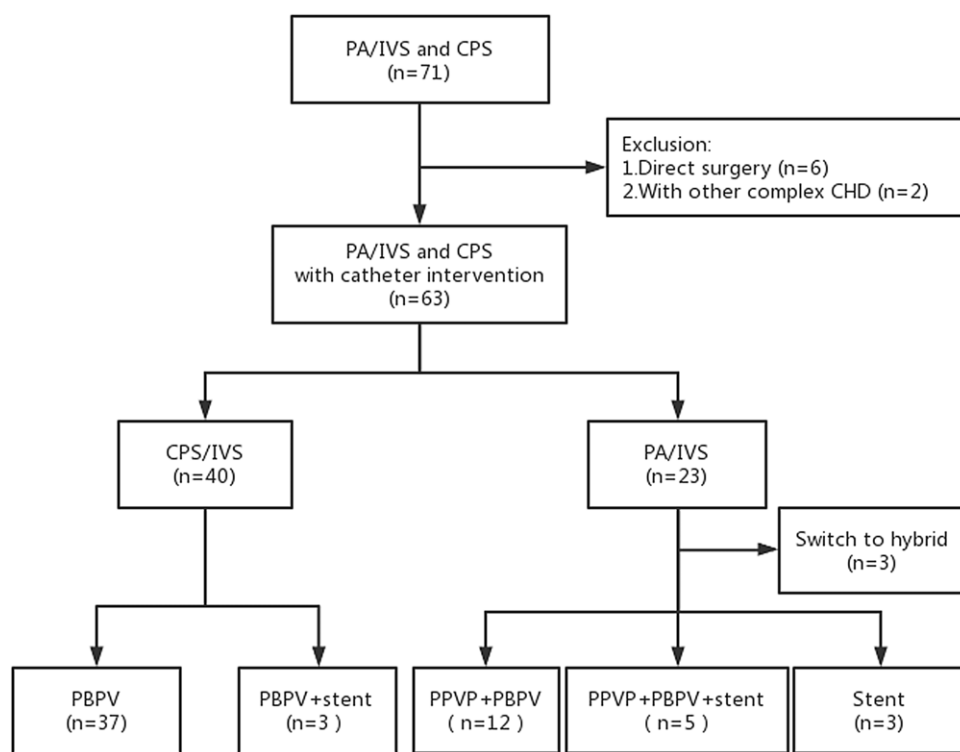 PA/IVS and CPS
(n=71)
Exclusion:
1.Direct surgery (n=6)
2.With other complex CHD (n=2)
PA/IVS and CPS
with catheter intervention
(n=63)
CPS/IVS
(n=40)
PA/IVS
(n=23)
Switch to hybrid
(n=3)
PBPV
(n=37)
PBPV+stent
(n=3 )
PPVP+PBPV
( n=12 )
PPVP+PBPV+stent
( n=5 )
Stent
(n=3)